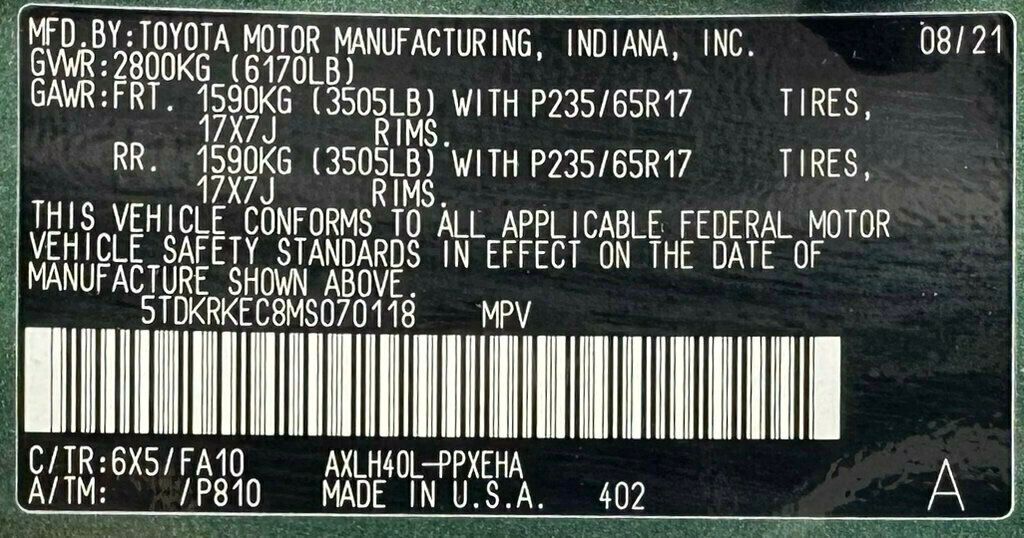 MFD.BY:TOYOTA MOTOR MANUFACTURING, INDIANA, INC. 08/21
GVWR:2800KG (6170LB)
GAWR:FRT. 1590KG (3505LB) WITH P235/65R17 TIRES,
17X7J RIMS.
RR. 1590KG (3505LB) WITH P235/65R17 TIRES,
17X7J RIMS.
THIS VEHICLE CONFORMS TO ALL APPLICABLE FEDERAL MOTOR
VEHICLE SAFETY STANDARDS IN EFFECT ON THE DATE OF
MANUFACTURE SHOWN ABOVE.
5TDKRKEC8MS070118 MPV
C/TR:6X5/FA10 AXLH40L-PPXEHA
A/TM: /P810 MADE IN U.S.A. 402 A